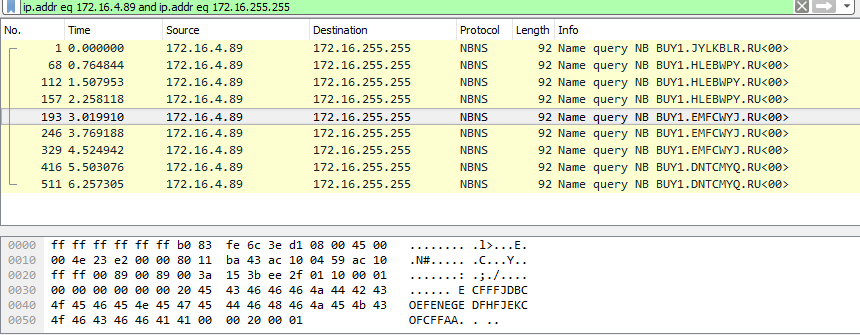 ip.addr eq 172.16.4.89 and ip.addr eq 172.16.255.255
No. Time Source Destination Protocol Length Info
1 0.000000 172.16.4.89 172.16.255.255 NBNS 92 Name query NB BUY1.JYLKBLR.RU<00>
68 0.764844 172.16.4.89 172.16.255.255 NBNS 92 Name query NB BUY1.HLEBWPY.RU<00>
112 1.507953 172.16.4.89 172.16.255.255 NBNS 92 Name query NB BUY1.HLEBWPY.RU<00>
157 2.258118 172.16.4.89 172.16.255.255 NBNS 92 Name query NB BUY1.HLEBWPY.RU<00>
193 3.019910 172.16.4.89 172.16.255.255 NBNS 92 Name query NB BUY1.EMFCWYJ.RU<00>
246 3.769188 172.16.4.89 172.16.255.255 NBNS 92 Name query NB BUY1.EMFCWYJ.RU<00>
329 4.524942 172.16.4.89 172.16.255.255 NBNS 92 Name query NB BUY1.EMFCWYJ.RU<00>
416 5.503076 172.16.4.89 172.16.255.255 NBNS 92 Name query NB BUY1.DNTCMYQ.RU<00>
511 6.257305 172.16.4.89 172.16.255.255 NBNS 92 Name query NB BUY1.DNTCMYQ.RU<00>
0000 ff ff ff ff ff ff b0 83 fe 6c 3e d1 08 00 45 00 ........ .l>...E.
0010 00 4e 23 e2 00 00 80 11 ba 43 ac 10 04 59 ac 10 .N#..... .C...Y..
0020 ff ff 00 89 00 89 00 3a 15 3b ee 2f 01 10 00 01 .......: .;./....
0030 00 00 00 00 00 00 20 45 43 46 46 46 4a 44 42 43 ...... E CFFFJDBC
0040 4f 45 46 45 4e 45 47 45 44 46 48 46 4a 45 4b 43 OEFENEGE DFHFJEKC
0050 4f 46 43 46 46 41 41 00 00 20 00 01 OFCFFAA. . ..